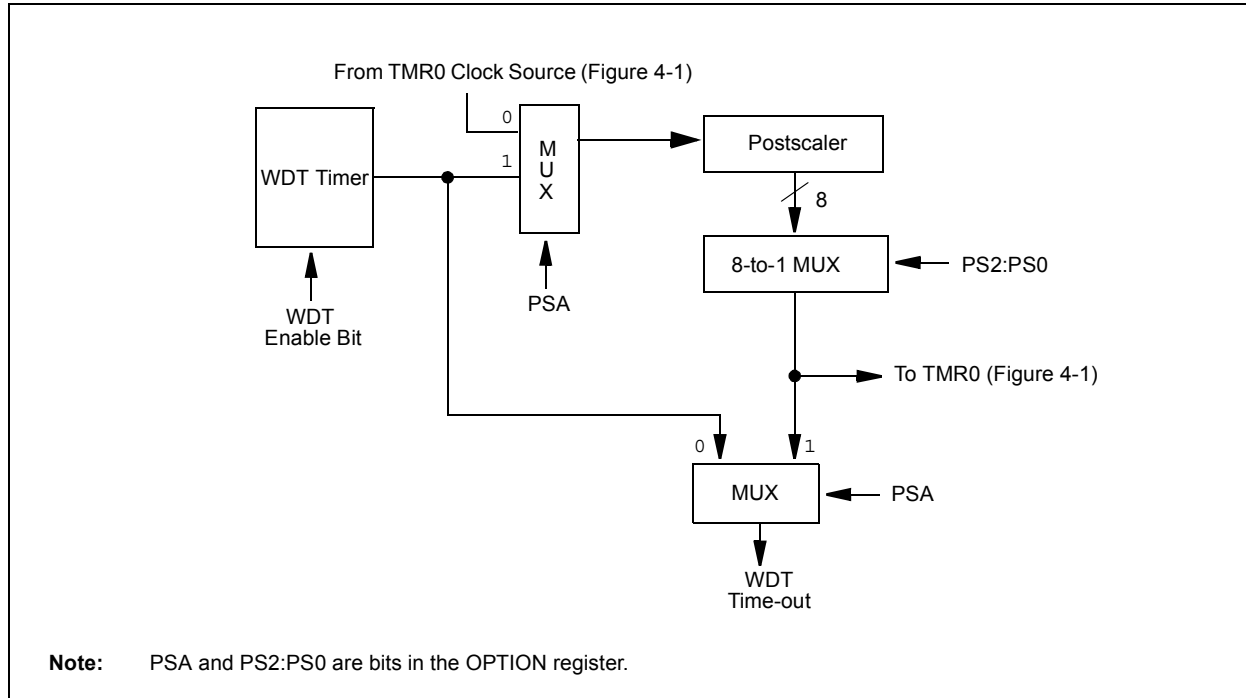 From TMR0 Clock Source (Figure 4-1)
0
1
M
U
X
WDT Timer
Postscaler
8
8-to-1 MUX
PS2:PS0
PSA
WDT
Enable Bit
To TMR0 (Figure 4-1)
0
1
MUX
PSA
WDT
Time-out
Note: PSA and PS2:PS0 are bits in the OPTION register.